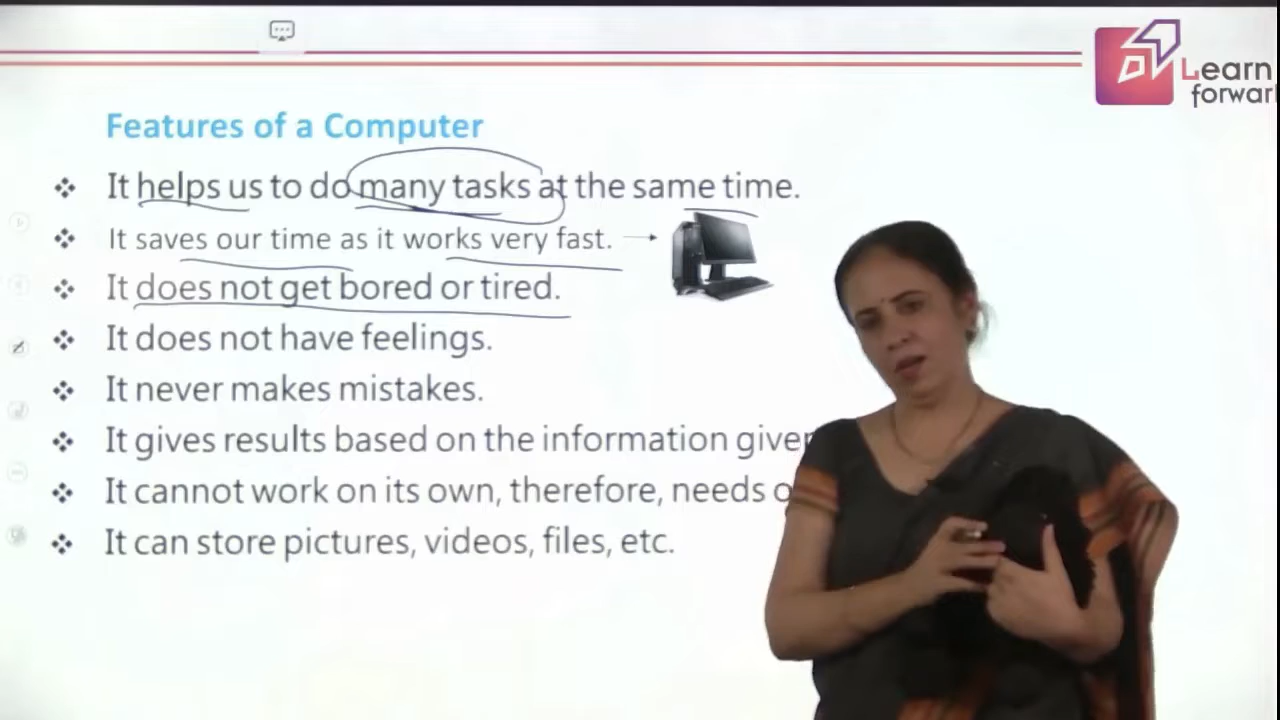 Learn
forwar
Features of a Computer
It helps us to do many tasks at the same time.
It saves our time as it works very fast.
It does not get bored or tired.
It does not have feelings.
It never makes mistakes.
It gives results based on the information given
It cannot work on its own, therefore, needs
It can store pictures, videos, files, etc.